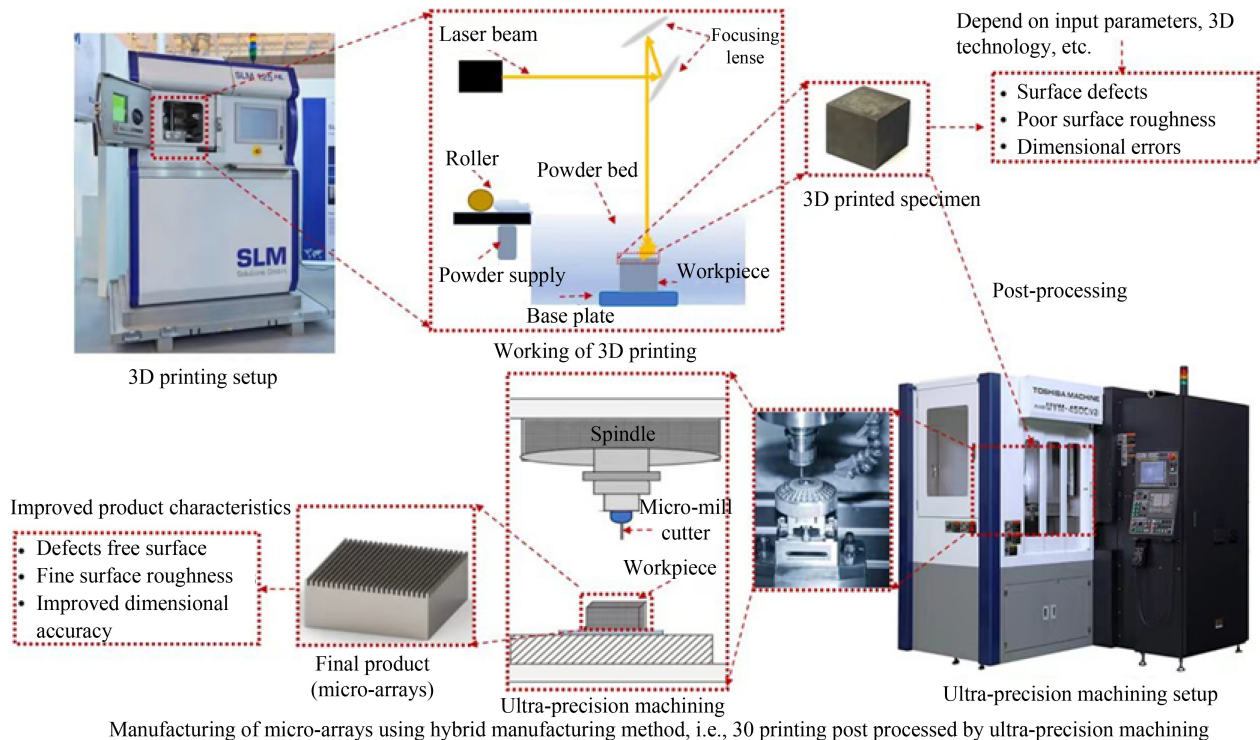 Laser beam
Focusing
lense
Roller
Powder bed
Powder supply
Workpiece
Base plate
Working of 3D printing
SLM
SLM
Solutions GmbH
3D printing setup
3D printed specimen
Depend on input parameters, 3D
technology, etc.
• Surface defects
• Poor surface roughness
• Dimensional errors
Post-processing
TOSHIBA MACHINE
Ultra-precision machining setup
Spindle
Micro-mill
cutter
Workpiece
Ultra-precision machining
Final product
(micro-arrays)
Improved product characteristics
• Defects free surface
• Fine surface roughness
• Improved dimensional
accuracy
Manufacturing of micro-arrays using hybrid manufacturing method, i.e., 30 printing post processed by ultra-precision machining